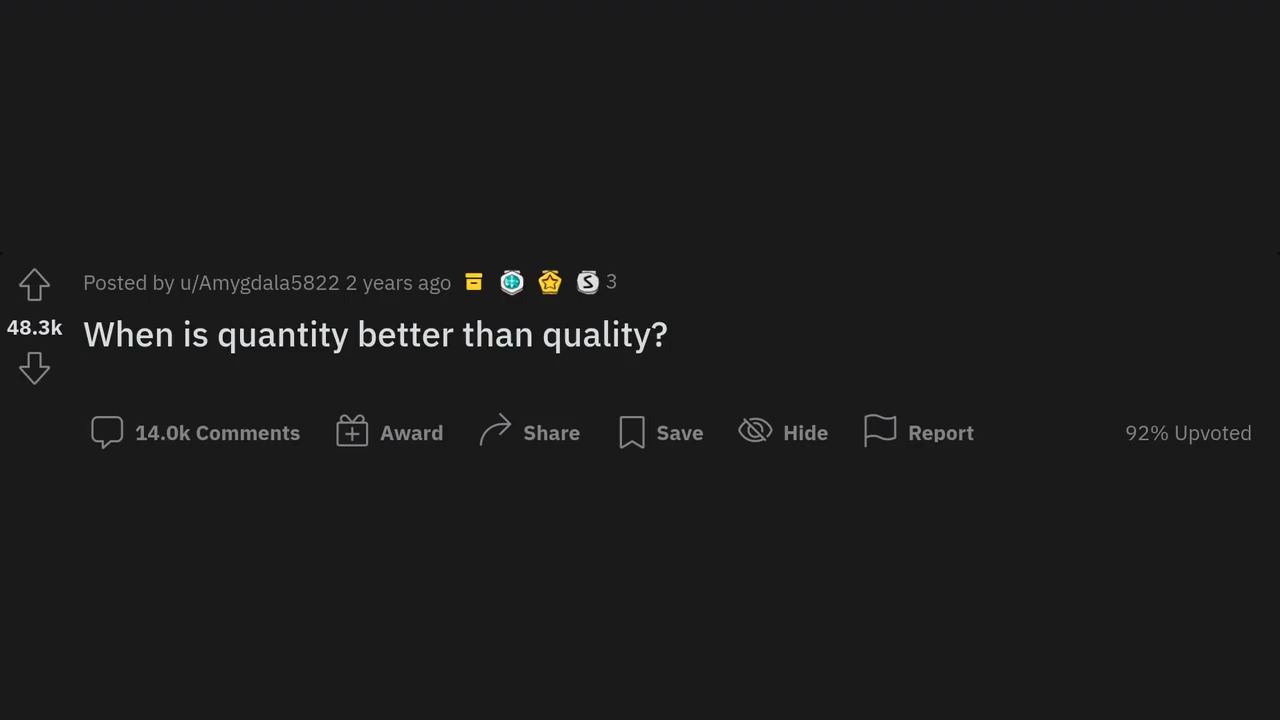 Posted by u/Amygdala5822 2 years ago 3
48.3k
When is quantity better than quality?
14.0k Comments Award Share Save Hide Report 92% Upvoted